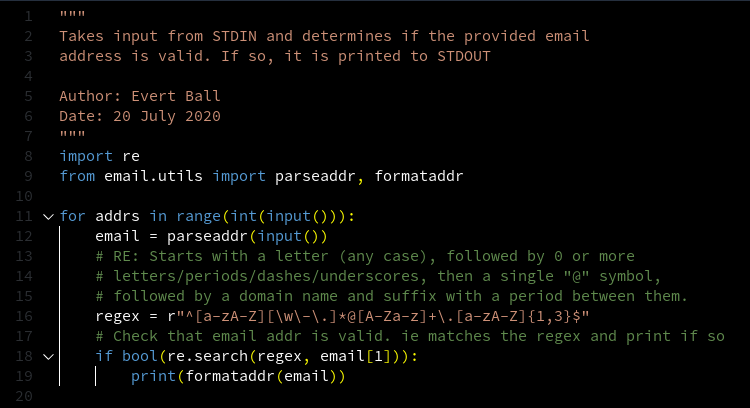 1 """
2 Takes input from STDIN and determines if the provided email
3 address is valid. If so, it is printed to STDOUT
4
5 Author: Evert Ball
6 Date: 20 July 2020
7 """
8 import re
9 from email.utils import parseaddr, formataddr
10
11 for addrs in range(int(input())):
12     email = parseaddr(input())
13     # RE: Starts with a letter (any case), followed by 0 or more
14     # letters/periods/dashes/underscores, then a single "@" symbol,
15     # followed by a domain name and suffix with a period between them.
16     regex = r"^[a-zA-Z][\w\-\.]*@[A-Za-z]+\.[a-zA-Z]{1,3}$"
17     # Check that email addr is valid. ie matches the regex and print if so
18     if bool(re.search(regex, email[1])):
19         print(formataddr(email))
20